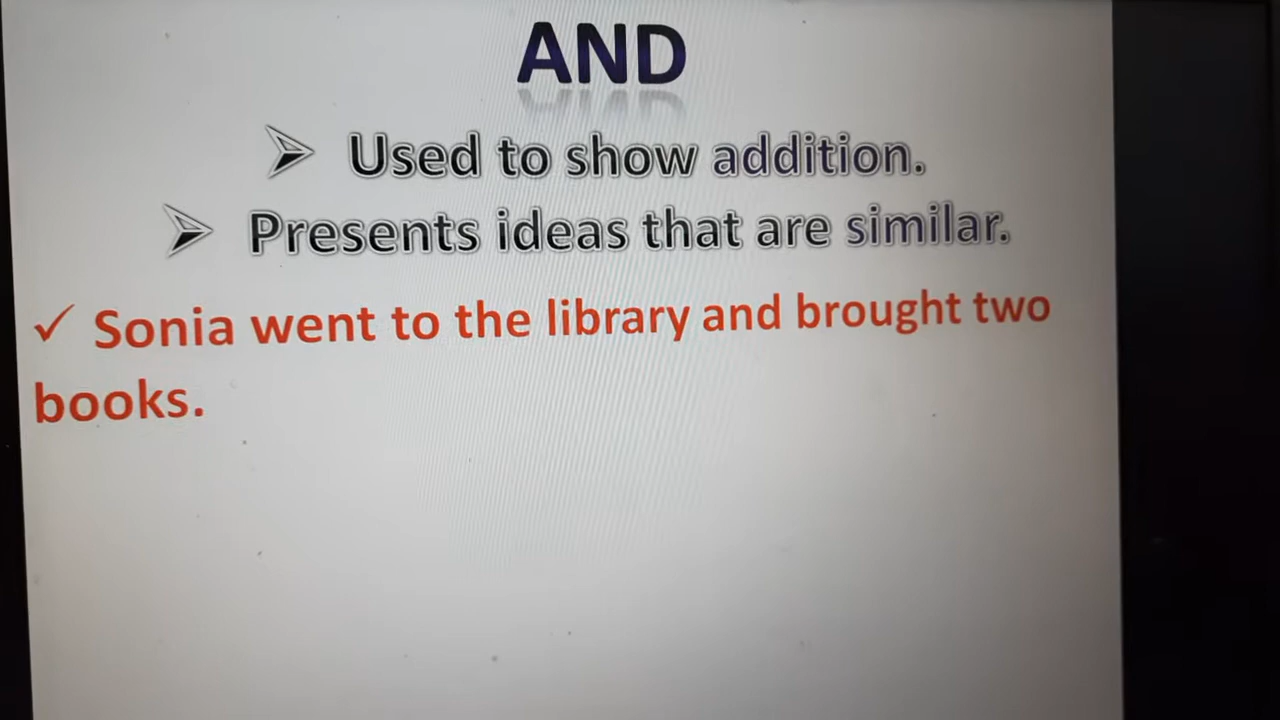 AND
➢ Used to show addition.
➢ Presents ideas that are similar.
✓ Sonia went to the library and brought two
books.